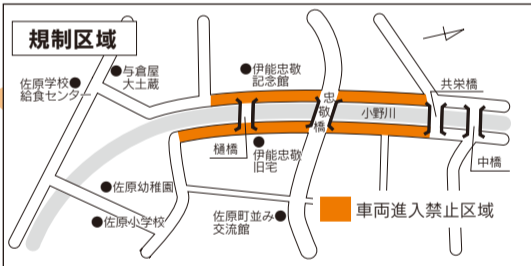 規制区域
与倉屋
大土蔵
佐原学校
給食センター
伊能忠敬
記念館
忠敬橋
小野川
共栄橋
樋橋
伊能忠敬
旧宅
中橋
佐原幼稚園
佐原小学校
佐原町並み
交流館
車両進入禁止区域